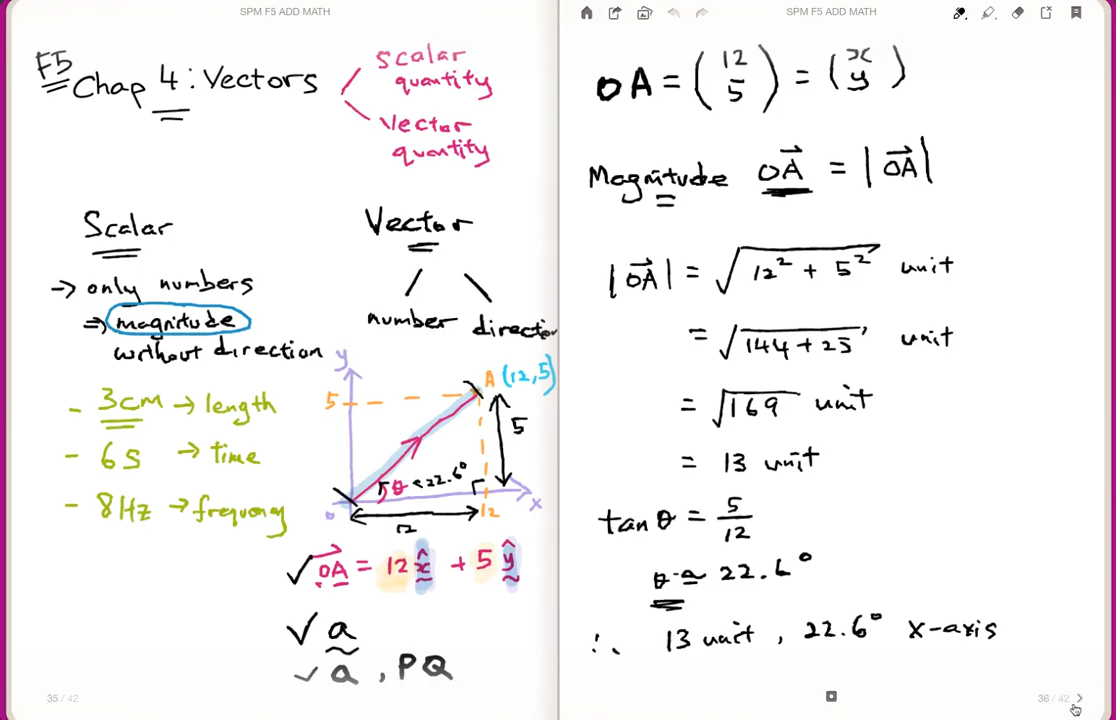 SPM F5 ADD MATH
F5
Chap 4 : Vectors
Scalar
quantity
Vector
quantity
Scalar
→ only numbers
⇒ magnitude
without direction
- 3cm → length
- 6s → time
- 8Hz →
Vector
number direction
y
A (12,5)
5
5
θ 22.6°
0
12
x
12
√ OA = 12x̂ + 5ŷ
√ a
√ a , PQ
35 / 42
SPM F5 ADD MATH
OA = (12 5) = (x y)
Magnitude OA = |OA|
|OA| = √12² + 5² unit
= √144 + 25 unit
= √169 unit
= 13 unit
tan θ = 5/12
θ ≈ 22.6°
∴ 13 unit , 22.6° x-axis
36 / 42